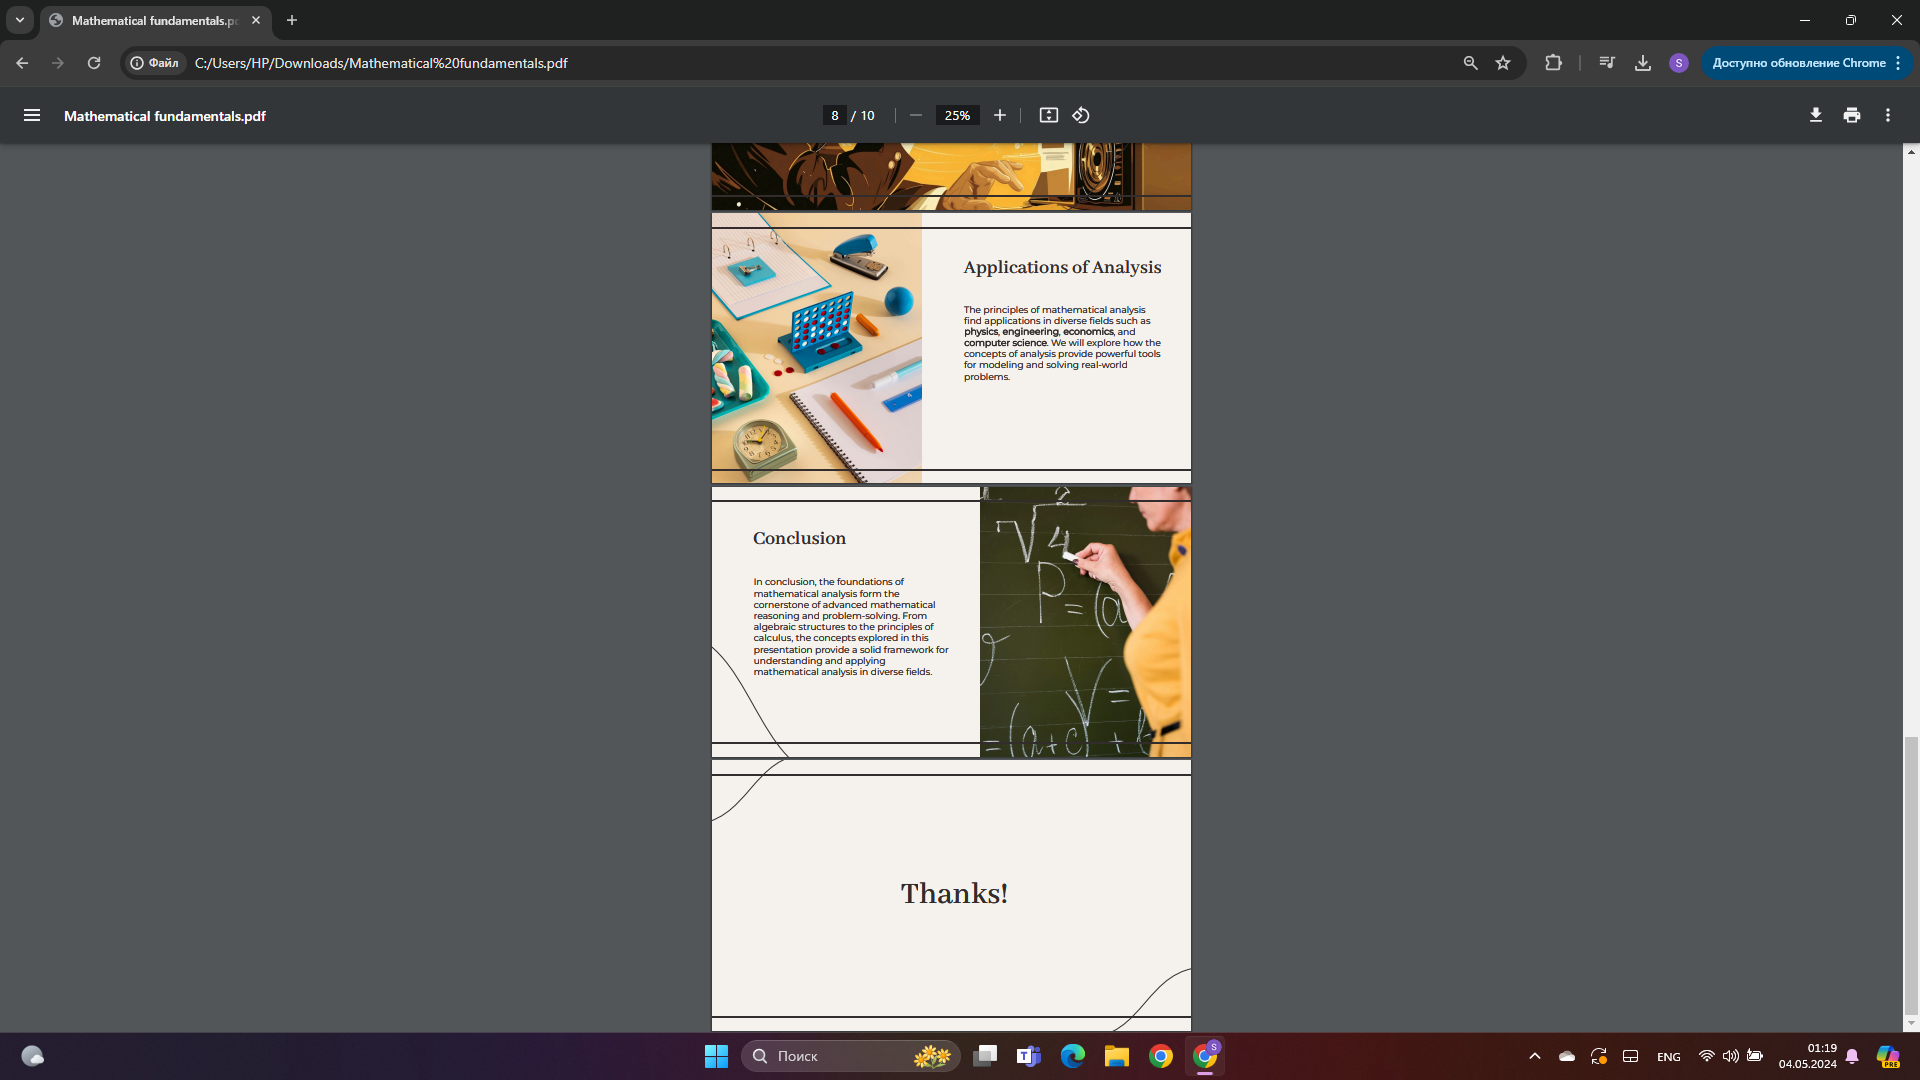 Mathematical fundamentals.p
Файл
C:/Users/HP/Downloads/Mathematical%20fundamentals.pdf
S
Доступно обновление Chrome
Mathematical fundamentals.pdf
8 / 10
25%
Applications of Analysis
The principles of mathematical analysis
find applications in diverse fields such as
physics, engineering, economics, and
computer science. We will explore how the
concepts of analysis provide powerful tools
for modeling and solving real-world
problems.
Conclusion
In conclusion, the foundations of
mathematical analysis form the
cornerstone of advanced mathematical
reasoning and problem-solving. From
algebraic structures to the principles of
calculus, the concepts explored in this
presentation provide a solid framework for
understanding and applying
mathematical analysis in diverse fields.
2
√4
P=(a
V=
=(a+c)+
Thanks!
Поиск
S
ENG
01:19
04.05.2024
PRE